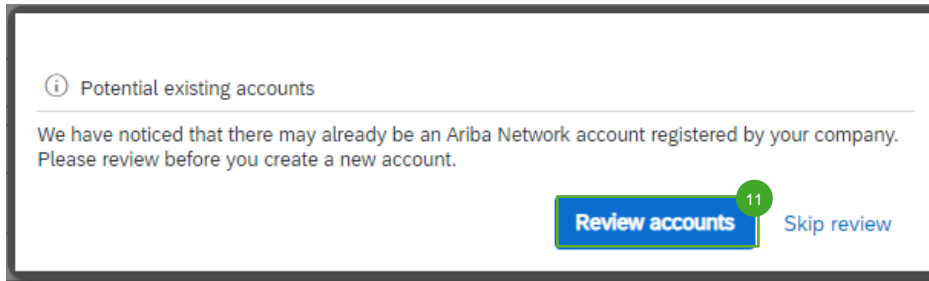 Potential existing accounts
We have noticed that there may already be an Ariba Network account registered by your company.
Please review before you create a new account.
11
Review accounts Skip review